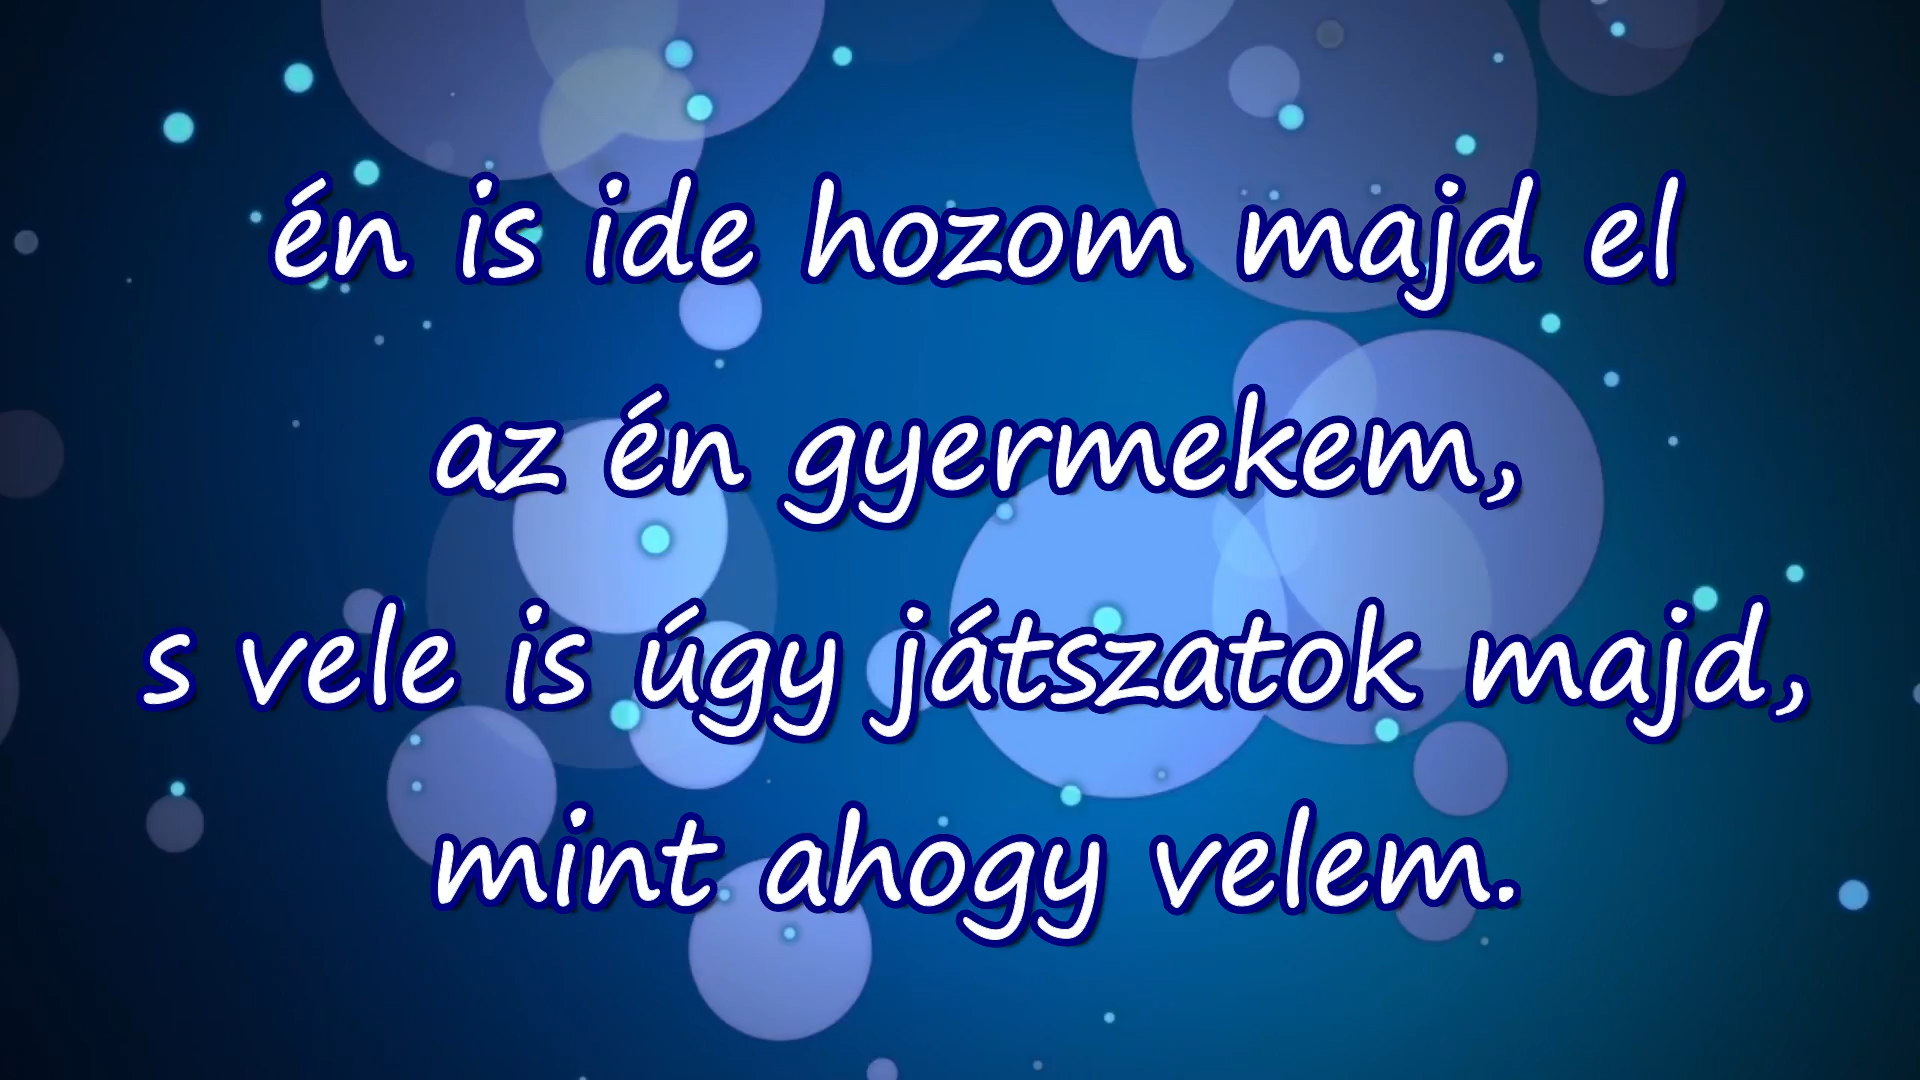 én is ide hozom majd el
az én gyermekem,
s vele is úgy játszatok majd,
mint ahogy velem.